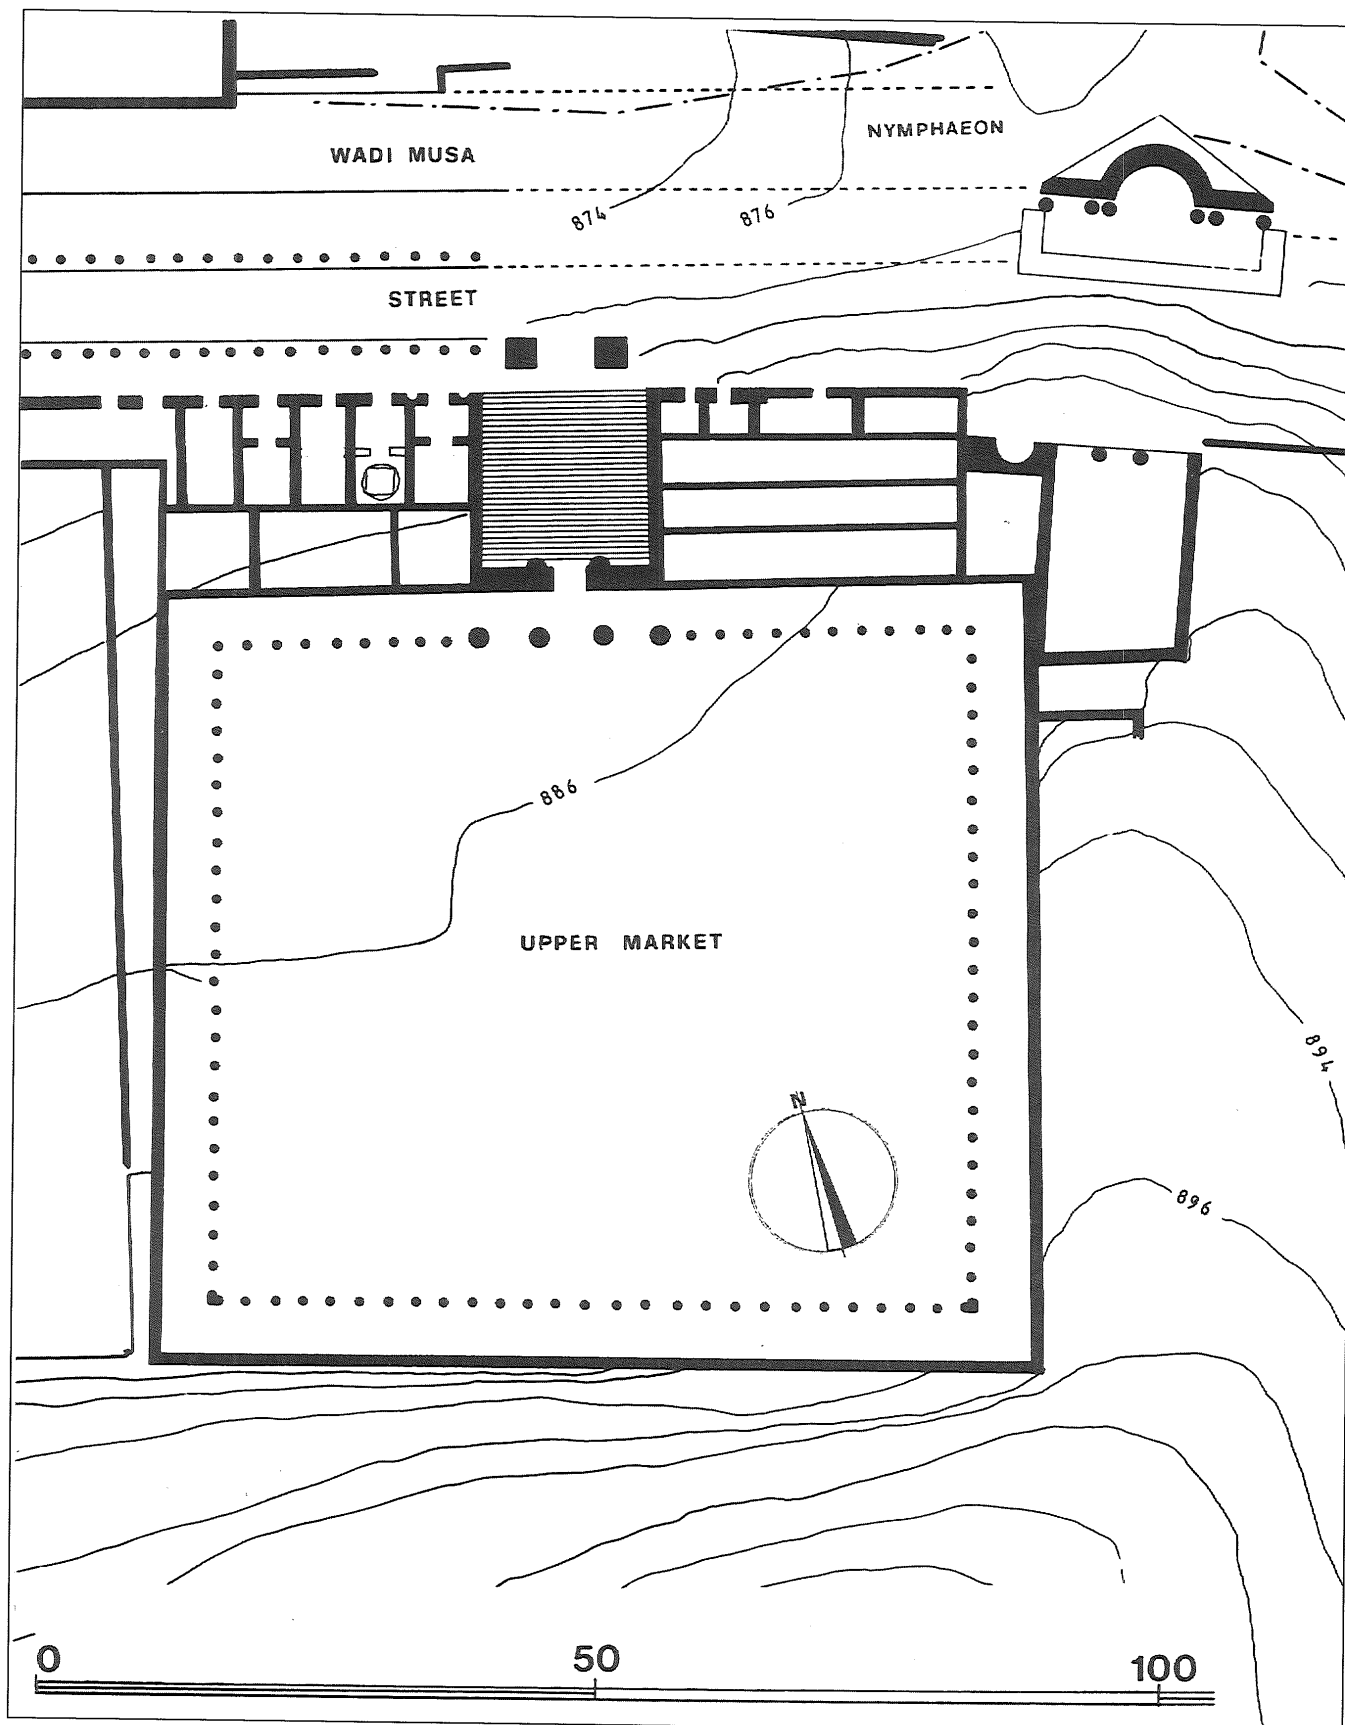 NYMPHAEON
WADI MUSA
874
876
STREET
886
UPPER MARKET
894
N
896
0 50 100